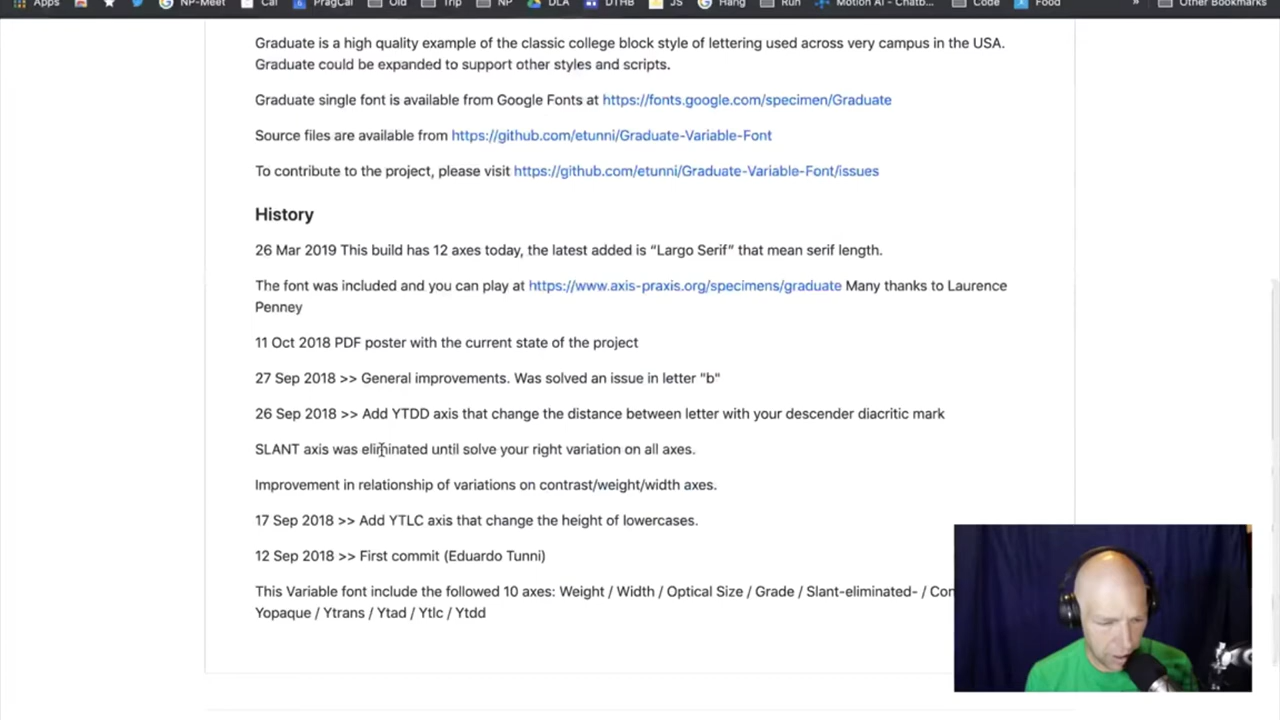 Apps NP-Meet Cal PragCal Old Trip NP DLA DTHB JS Hang Run Motion AI - Chatb... Code Food » Other Bookmarks
Graduate is a high quality example of the classic college block style of lettering used across very campus in the USA.
Graduate could be expanded to support other styles and scripts.
Graduate single font is available from Google Fonts at https://fonts.google.com/specimen/Graduate
Source files are available from https://github.com/etunni/Graduate-Variable-Font
To contribute to the project, please visit https://github.com/etunni/Graduate-Variable-Font/issues
History
26 Mar 2019 This build has 12 axes today, the latest added is “Largo Serif” that mean serif length.
The font was included and you can play at https://www.axis-praxis.org/specimens/graduate Many thanks to Laurence
Penney
11 Oct 2018 PDF poster with the current state of the project
27 Sep 2018 >> General improvements. Was solved an issue in letter "b"
26 Sep 2018 >> Add YTDD axis that change the distance between letter with your descender diacritic mark
SLANT axis was eliminated until solve your right variation on all axes.
Improvement in relationship of variations on contrast/weight/width axes.
17 Sep 2018 >> Add YTLC axis that change the height of lowercases.
12 Sep 2018 >> First commit (Eduardo Tunni)
This Variable font include the followed 10 axes: Weight / Width / Optical Size / Grade / Slant-eliminated- / Con
Yopaque / Ytrans / Ytad / Ytlc / Ytdd